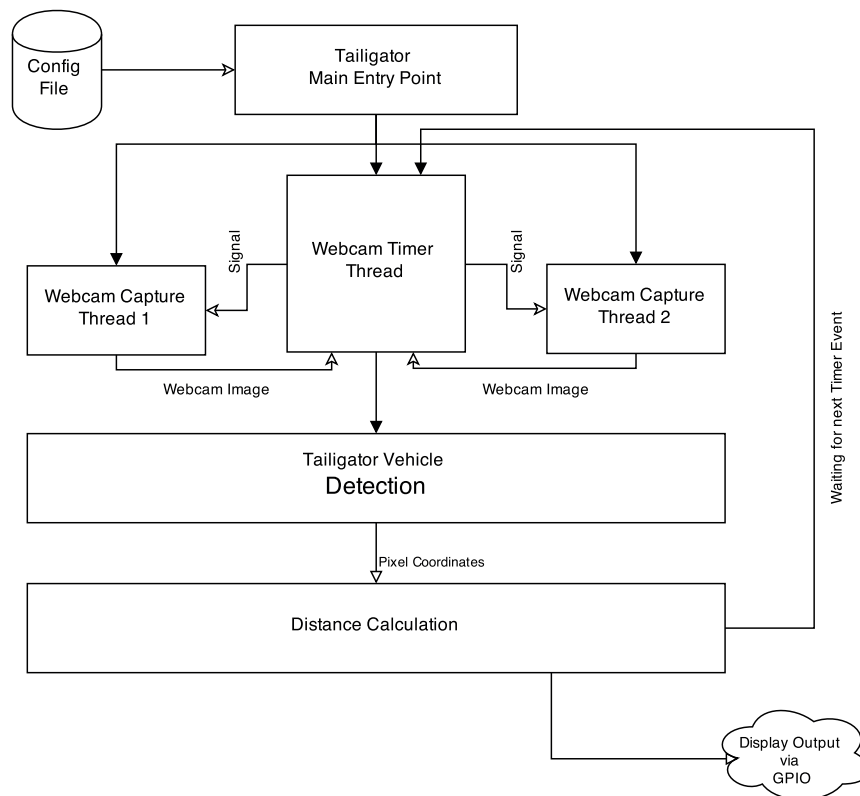 Config
File
Tailigator
Main Entry Point
Signal
Webcam Timer
Thread
Signal
Webcam Capture
Thread 1
Webcam Capture
Thread 2
Webcam Image
Webcam Image
Waiting for next Timer Event
Tailigator Vehicle
Detection
Pixel Coordinates
Distance Calculation
Display Output
via
GPIO